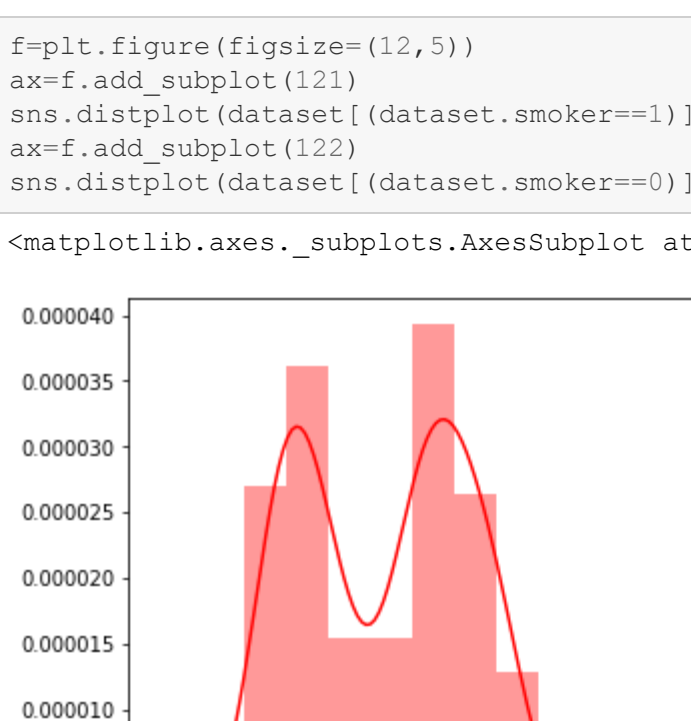 f=plt.figure(figsize=(12,5))
ax=f.add_subplot(121)
sns.distplot(dataset[(dataset.smoker==1)]
ax=f.add_subplot(122)
sns.distplot(dataset[(dataset.smoker==0)]
<matplotlib.axes._subplots.AxesSubplot at
0.000040
0.000035
0.000030
0.000025
0.000020
0.000015
0.000010